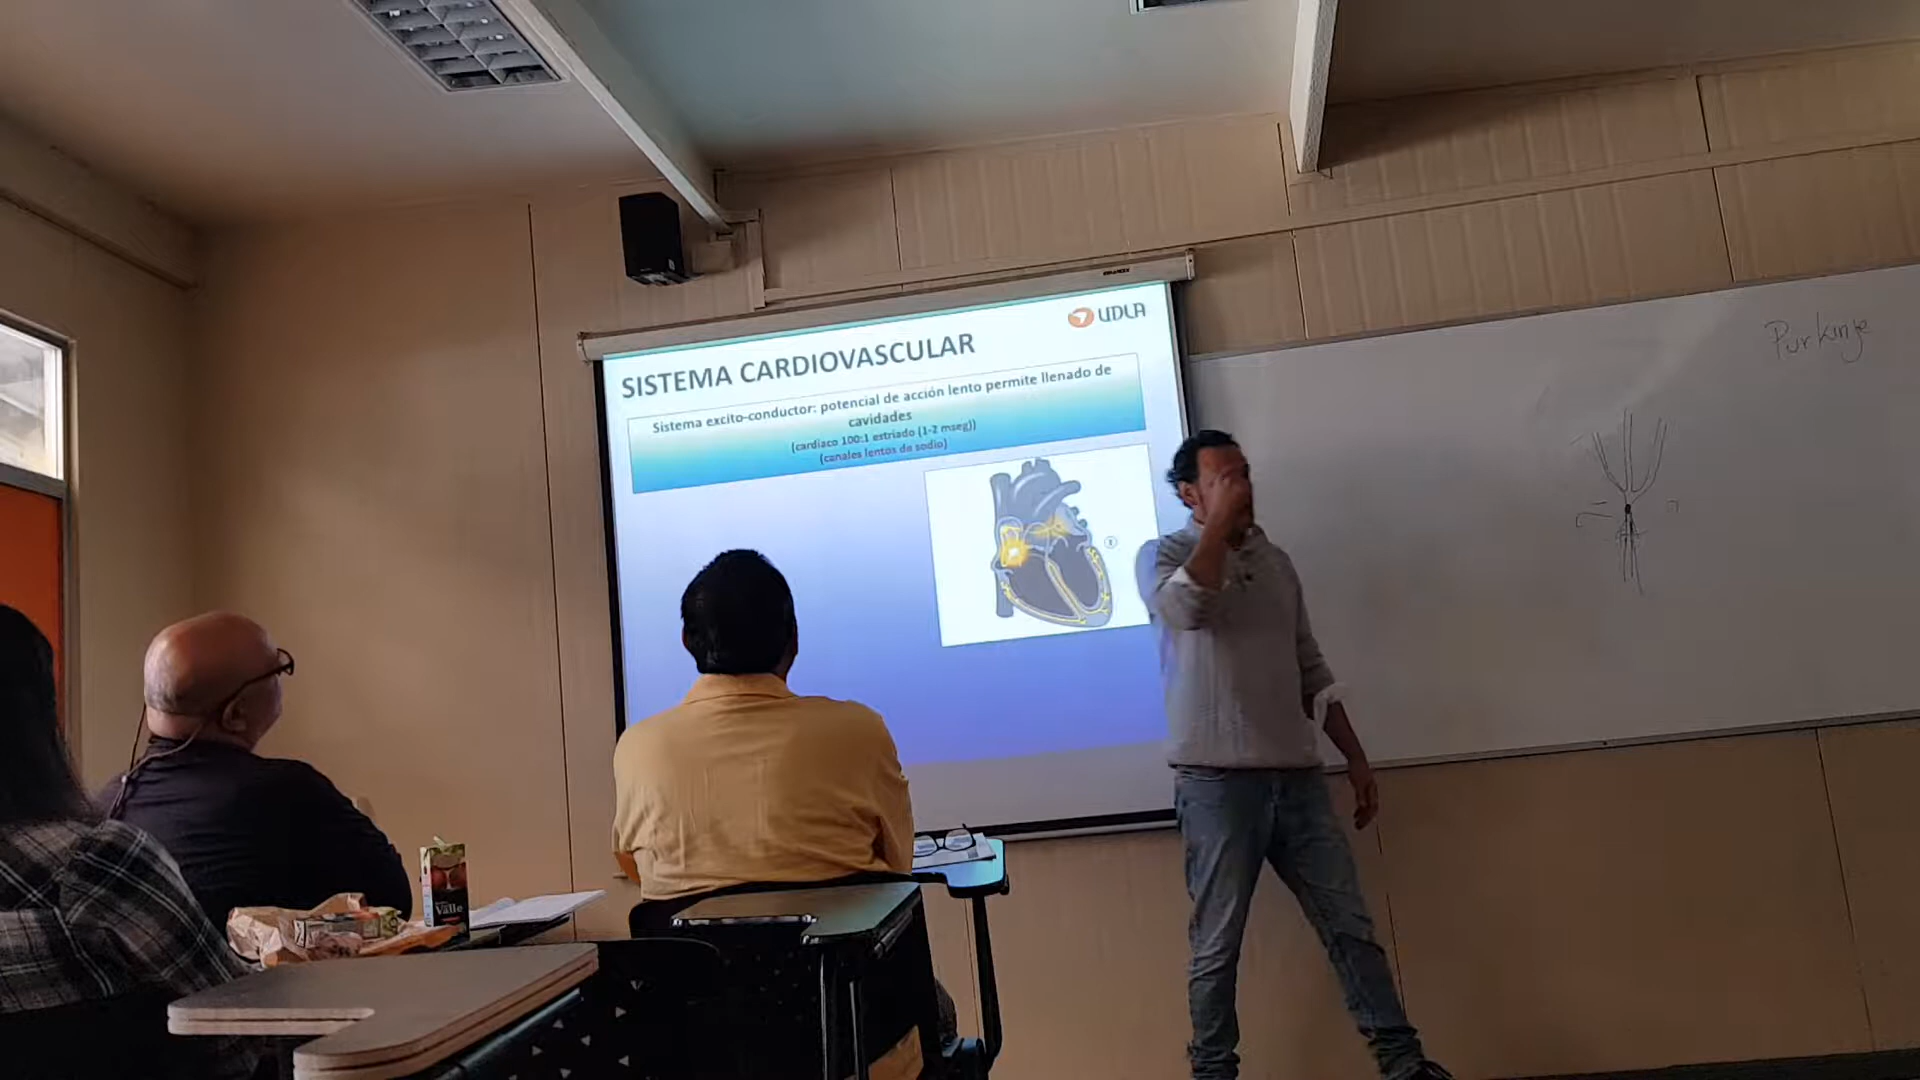 UDLA
SISTEMA CARDIOVASCULAR
Sistema excito-conductor: potencial de acción lento permite llenado de
cavidades
(cardiaco 100:1 estriado (1-2 mseg))
(canales lentos de sodio)
Purkinje
Valle